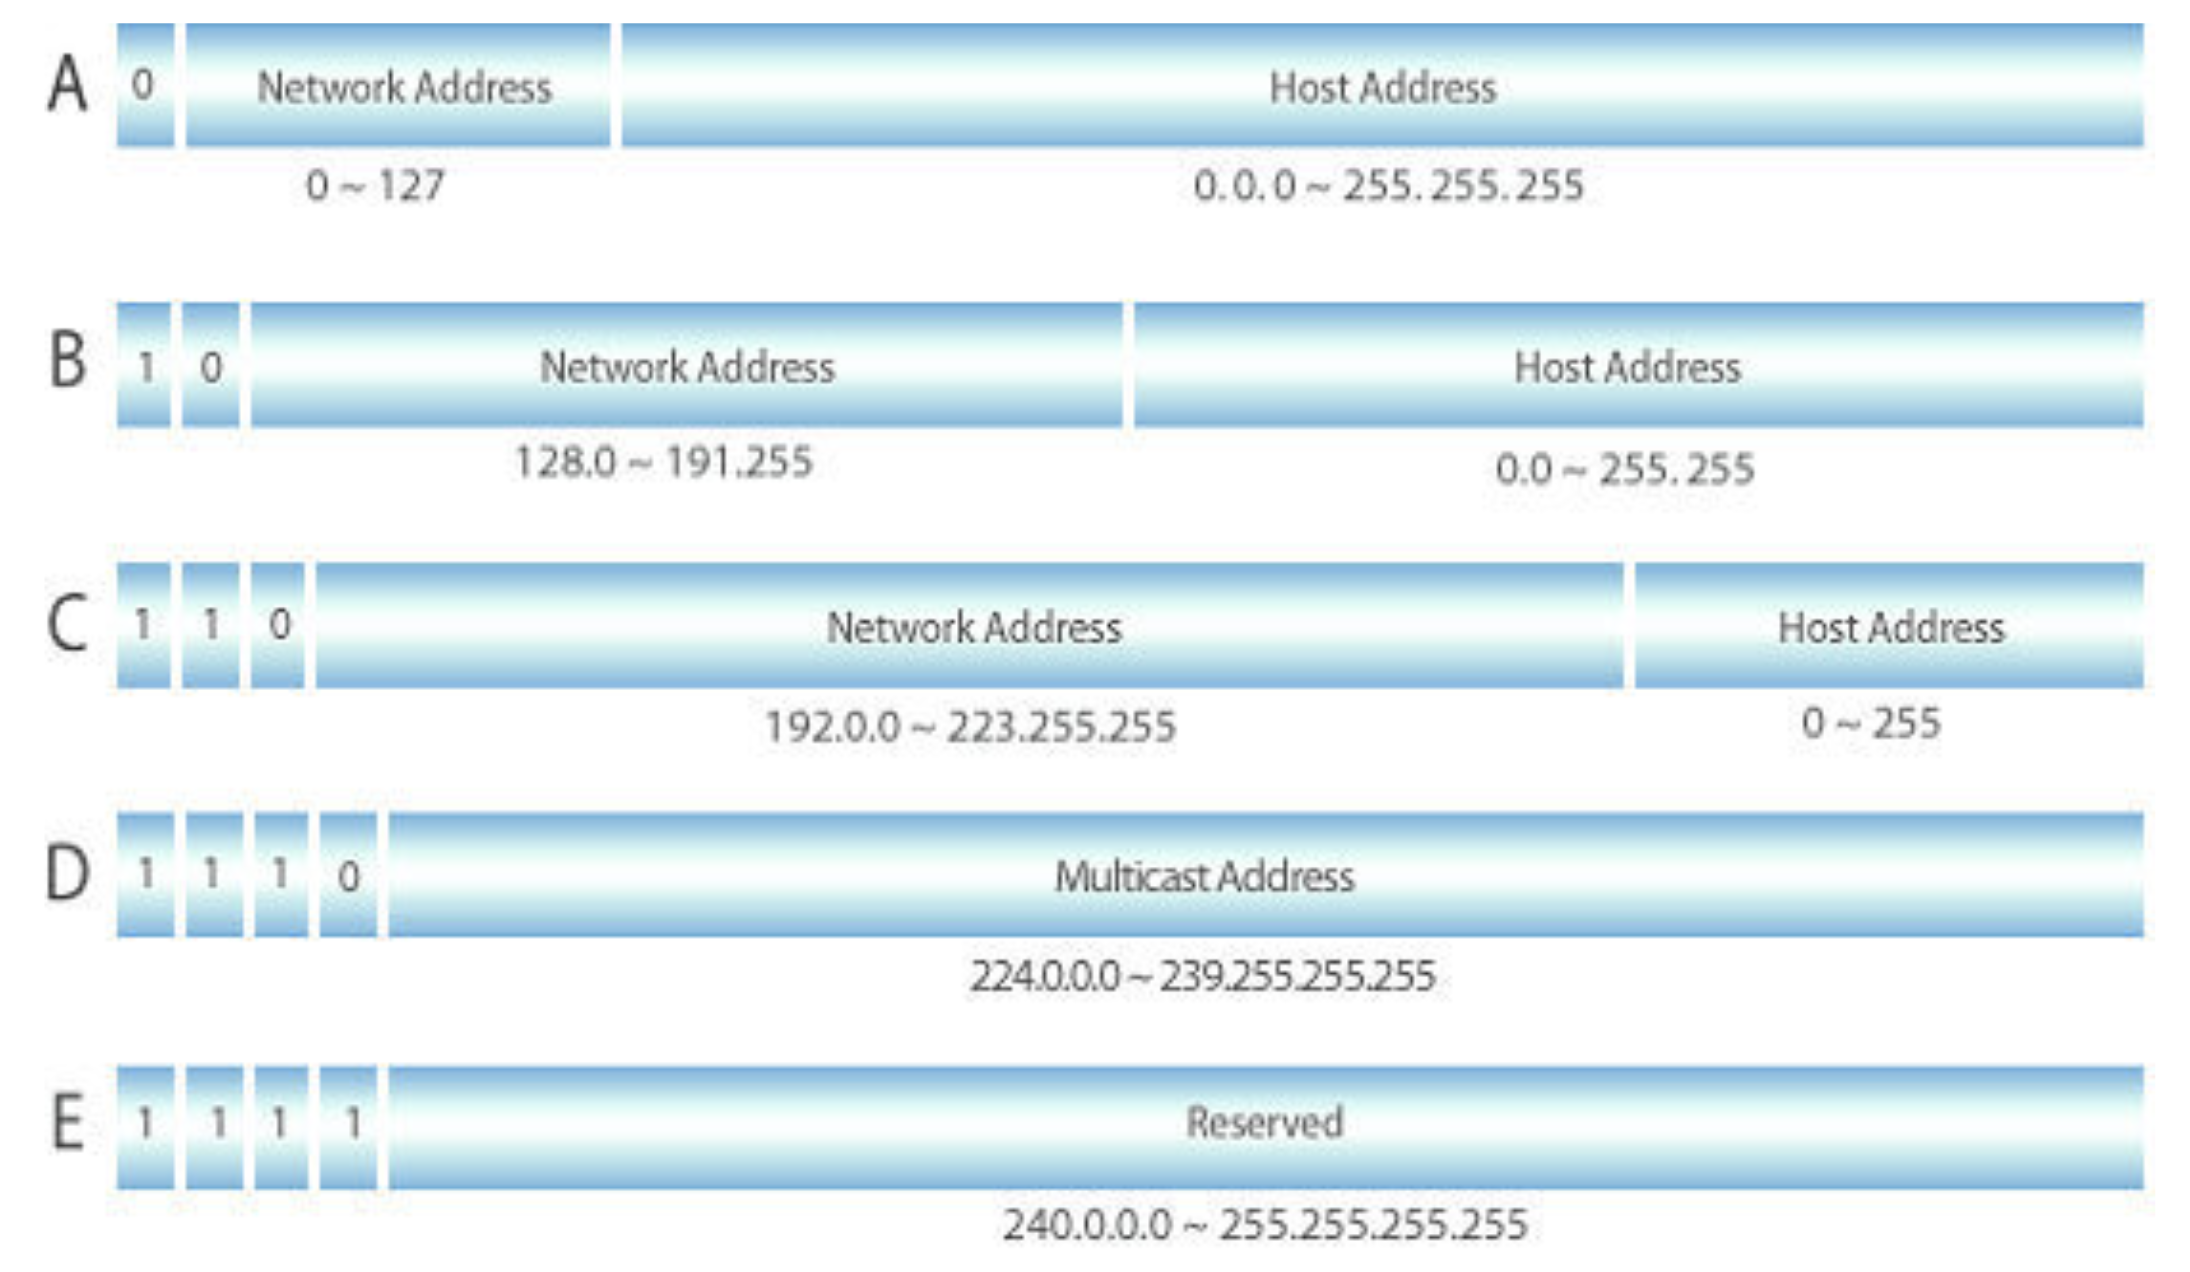 A 0 Network Address Host Address
0 ~ 127 0.0.0 ~ 255.255.255
B 1 0 Network Address Host Address
128.0 ~ 191.255 0.0 ~ 255.255
C 1 1 0 Network Address Host Address
192.0.0 ~ 223.255.255 0 ~ 255
D 1 1 1 0 Multicast Address
224.0.0.0 ~ 239.255.255.255
E 1 1 1 1 Reserved
240.0.0.0 ~ 255.255.255.255